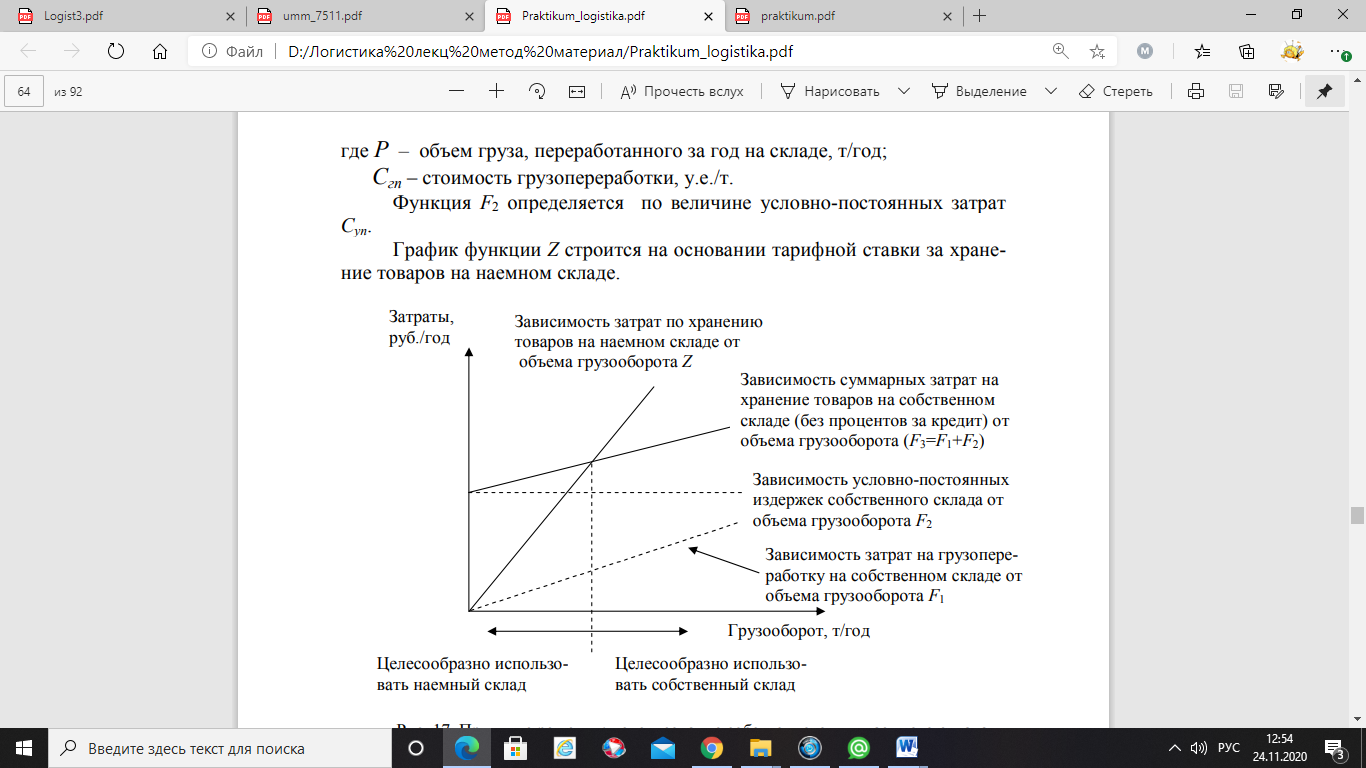 Logist3.pdf
umm_7511.pdf
Praktikum_logistika.pdf
praktikum.pdf
Файл
D:/Логистика%20лекц%20метод%20материал/Praktikum_logistika.pdf
64
из 92
Прочесть вслух
Нарисовать
Выделение
Стереть
где P – объем груза, переработанного за год на складе, т/год;
Cгп – стоимость грузопереработки, у.е./т.
Функция F2 определяется по величине условно-постоянных затрат
Cуп.
График функции Z строится на основании тарифной ставки за хране-
ние товаров на наемном складе.
Затраты,
руб./год
Зависимость затрат по хранению
товаров на наемном складе от
объема грузооборота Z
Зависимость суммарных затрат на
хранение товаров на собственном
складе (без процентов за кредит) от
объема грузооборота (F3=F1+F2)
Зависимость условно-постоянных
издержек собственного склада от
объема грузооборота F2
Зависимость затрат на грузопере-
работку на собственном складе от
объема грузооборота F1
Грузооборот, т/год
Целесообразно использо-
вать наемный склад
Целесообразно использо-
вать собственный склад
Введите здесь текст для поиска
РУС
12:54
24.11.2020
3